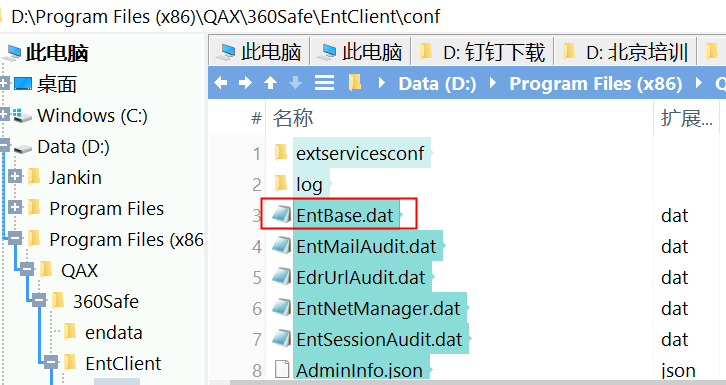 D:\Program Files (x86)\QAX\360Safe\EntClient\conf
此电脑
桌面
Windows (C:)
Data (D:)
Jankin
Program Files
Program Files (x86
QAX
360Safe
endata
EntClient
此电脑 此电脑 D: 钉钉下载 D: 北京培训
Data (D:) Program Files (x86) Q
# 名称 扩展...
1 extservicesconf
2 log
3 EntBase.dat dat
4 EntMailAudit.dat dat
5 EdrUrlAudit.dat dat
6 EntNetManager.dat dat
7 EntSessionAudit.dat dat
8 AdminInfo.json json